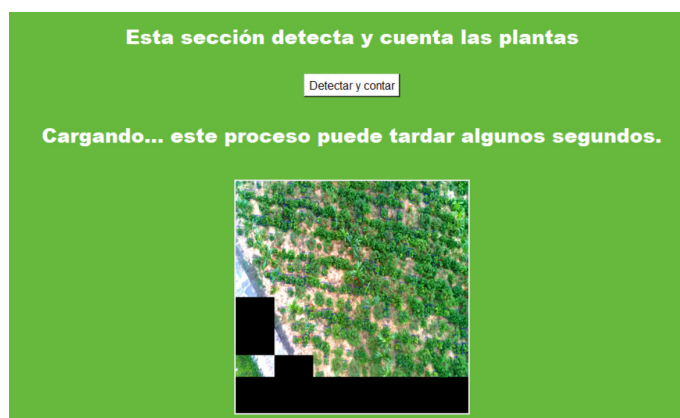 Esta sección detecta y cuenta las plantas
Detectar y contar
Cargando... este proceso puede tardar algunos segundos.